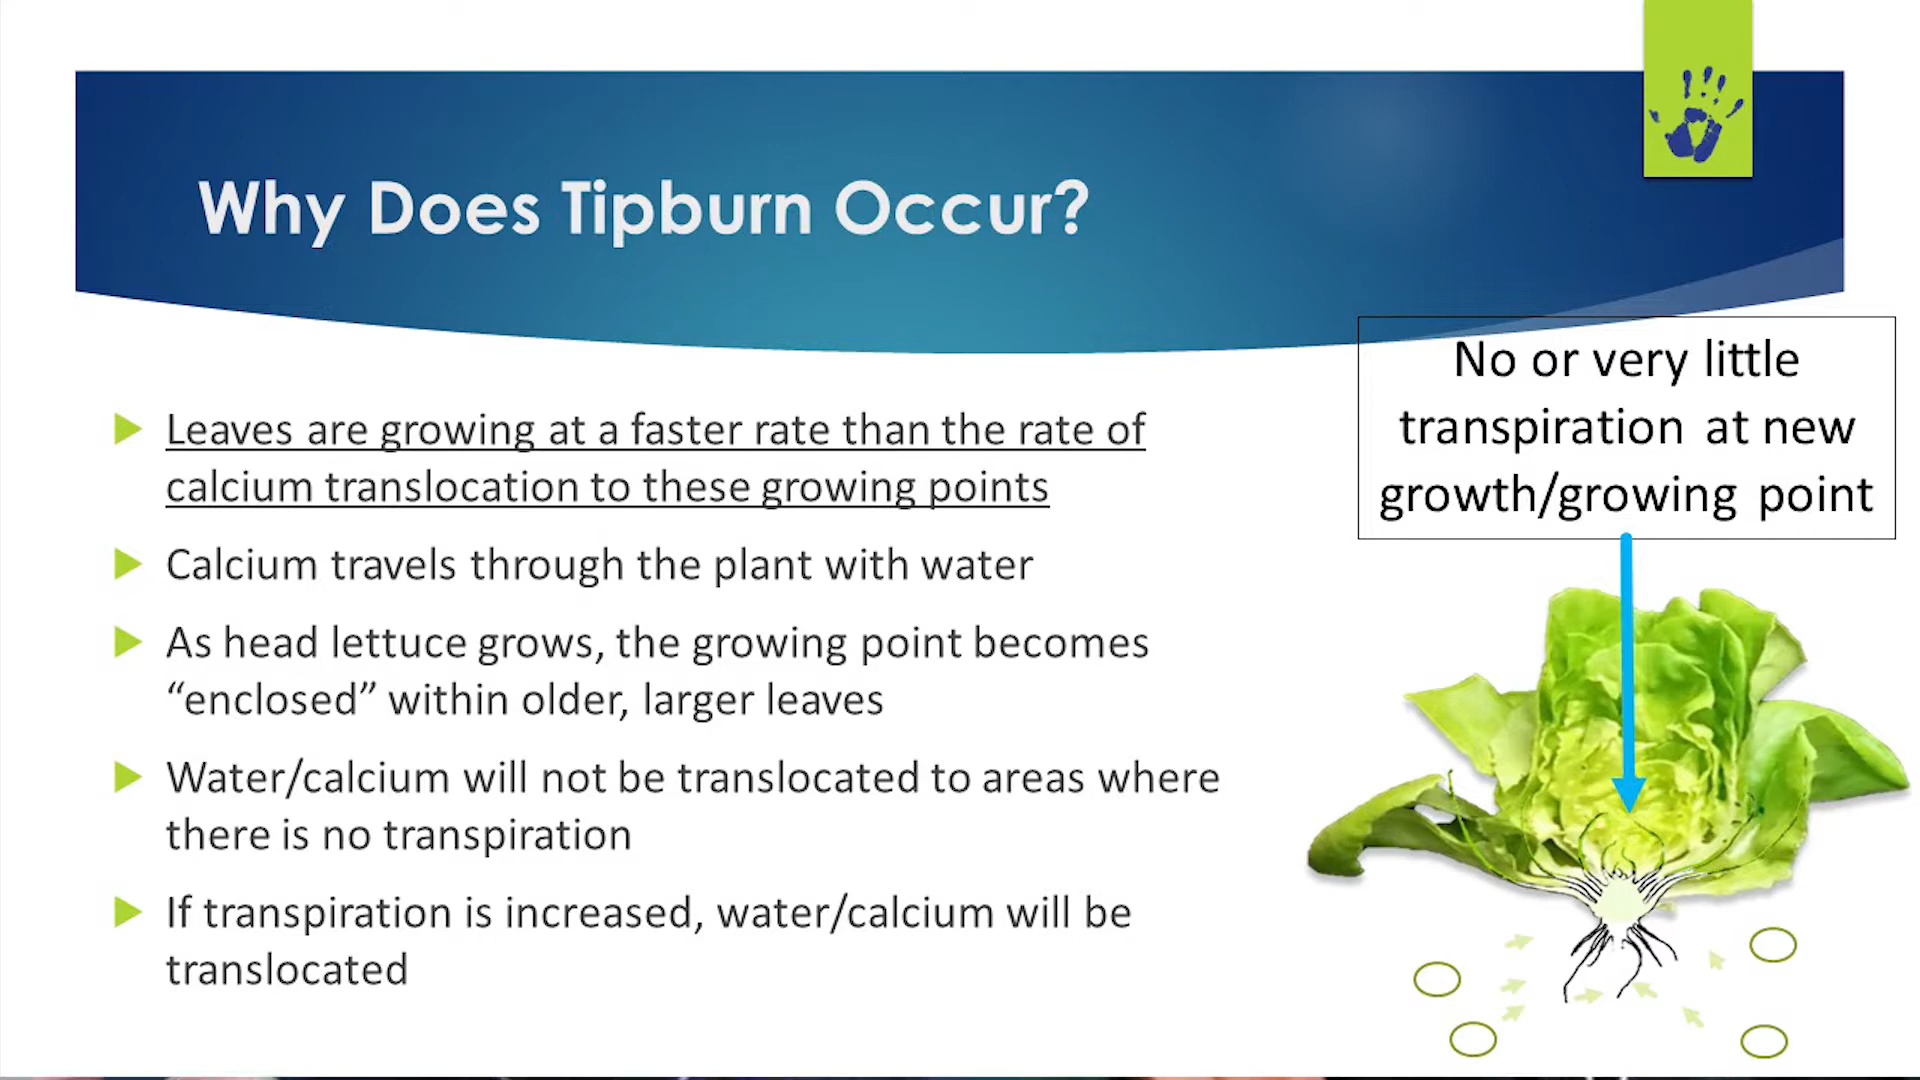 Why Does Tipburn Occur?
No or very little
transpiration at new
growth/growing point
Leaves are growing at a faster rate than the rate of
calcium translocation to these growing points
Calcium travels through the plant with water
As head lettuce grows, the growing point becomes
“enclosed” within older, larger leaves
Water/calcium will not be translocated to areas where
there is no transpiration
If transpiration is increased, water/calcium will be
translocated